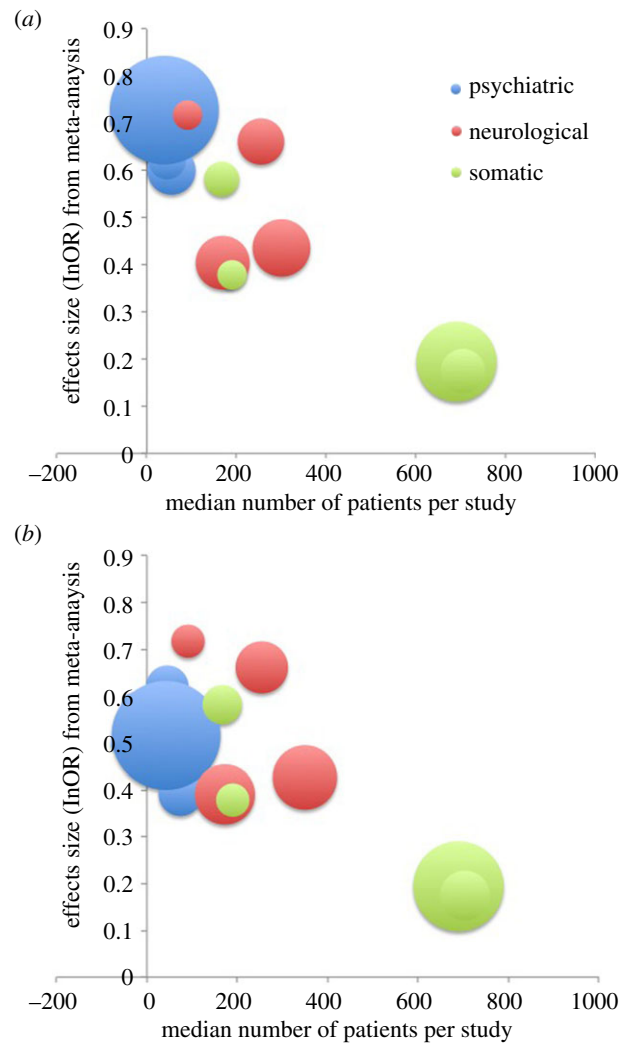 (a)
0.9
0.8
0.7
0.6
0.5
0.4
0.3
0.2
0.1
0
effects size (lnOR) from meta-anaysis
psychiatric
neurological
somatic
–200 0 200 400 600 800 1000
median number of patients per study
(b)
0.9
0.8
0.7
0.6
0.5
0.4
0.3
0.2
0.1
0
effects size (lnOR) from meta-anaysis
–200 0 200 400 600 800 1000
median number of patients per study